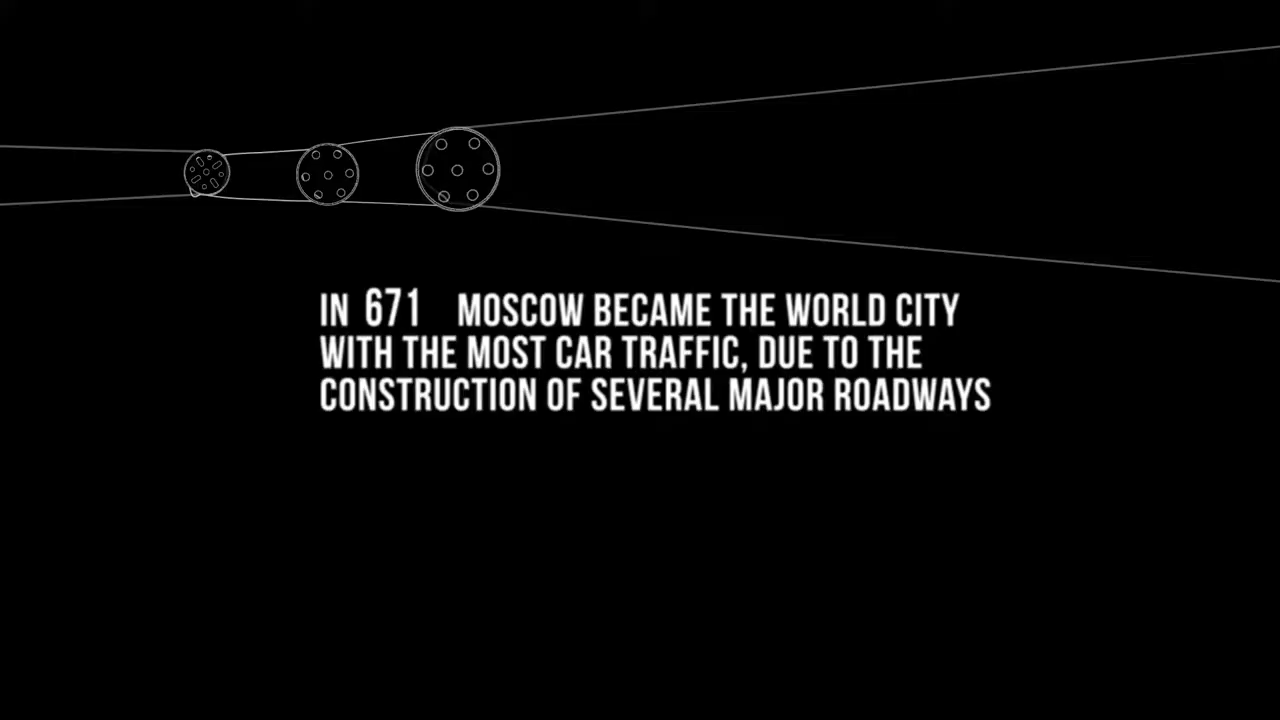 IN 671 MOSCOW BECAME THE WORLD CITY
WITH THE MOST CAR TRAFFIC, DUE TO THE
CONSTRUCTION OF SEVERAL MAJOR ROADWAYS